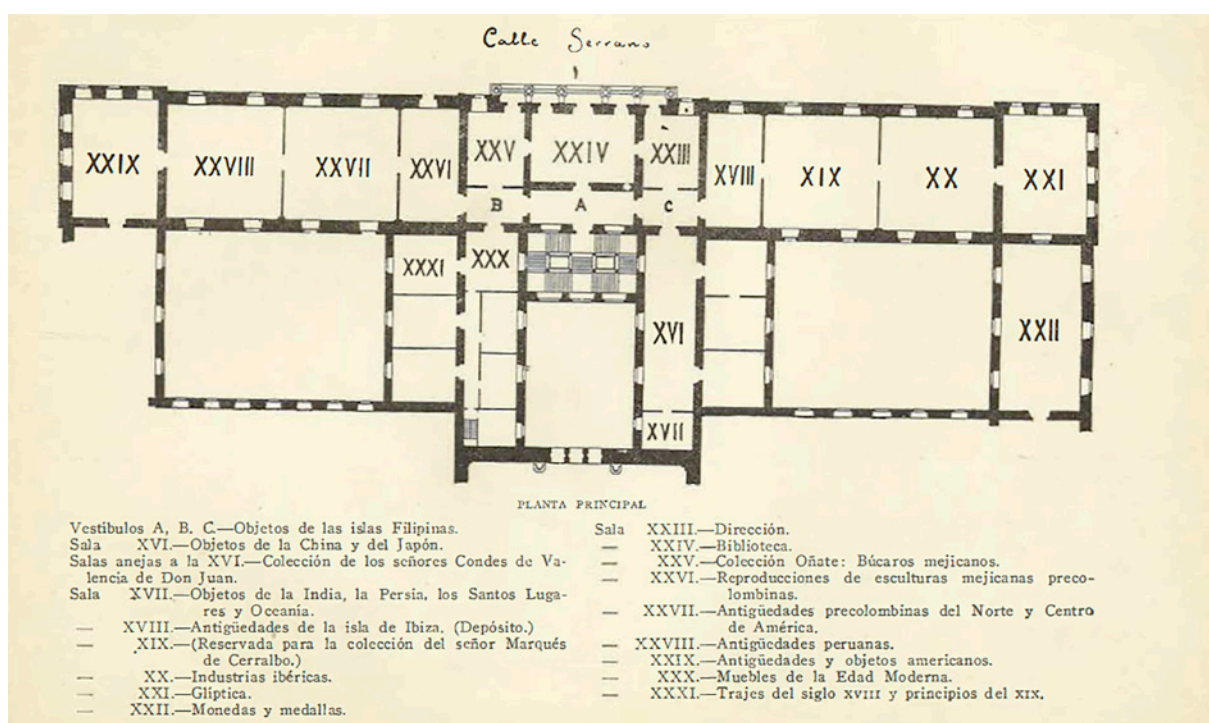 Calle Serrano
XXIX XXVIII XXVII XXVI XXV XXIV XXIII XVIII XIX XX XXI
B A C
XXXI XXX XVI XXII
XVII
PLANTA PRINCIPAL
Vestíbulos A, B. C.—Objetos de las islas Filipinas.
Sala XVI.—Objetos de la China y del Japón.
Salas anejas a la XVI.—Colección de los señores Condes de Va-
lencia de Don Juan.
Sala XVII.—Objetos de la India, la Persia, los Santos Luga-
res y Oceanía.
— XVIII.—Antigüedades de la isla de Ibiza. (Depósito.)
— XIX.—(Reservada para la colección del señor Marqués
de Cerralbo.)
— XX.—Industrias ibéricas.
— XXI.—Glíptica.
— XXII.—Monedas y medallas.
Sala XXIII.—Dirección.
— XXIV.—Biblioteca.
— XXV.—Colección Oñate: Búcaros mejicanos.
— XXVI.—Reproducciones de esculturas mejicanas preco-
lombinas.
— XXVII.—Antigüedades precolombinas del Norte y Centro
de América.
— XXVIII.—Antigüedades peruanas.
— XXIX.—Antigüedades y objetos americanos.
— XXX.—Muebles de la Edad Moderna.
— XXXI.—Trajes del siglo XVIII y principios del XIX.